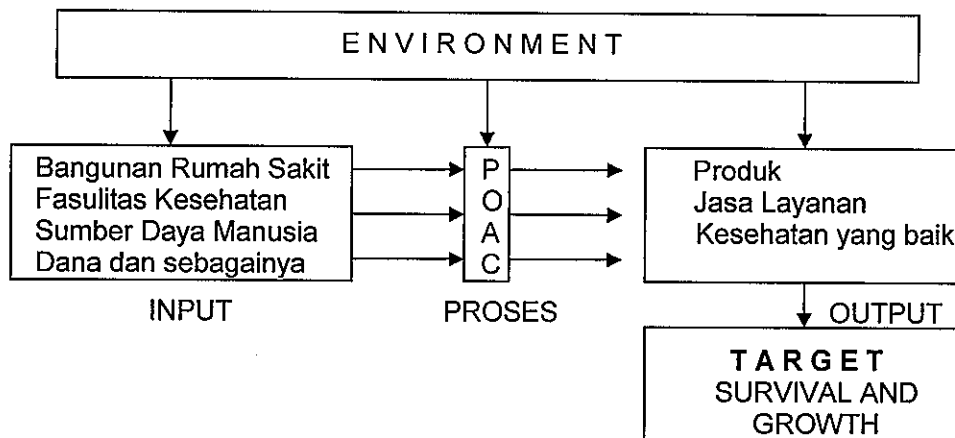 ENVIRONMENT
Bangunan Rumah Sakit
Fasulitas Kesehatan
Sumber Daya Manusia
Dana dan sebagainya
INPUT
P
O
A
C
PROSES
Produk
Jasa Layanan
Kesehatan yang baik
OUTPUT
TARGET
SURVIVAL AND
GROWTH